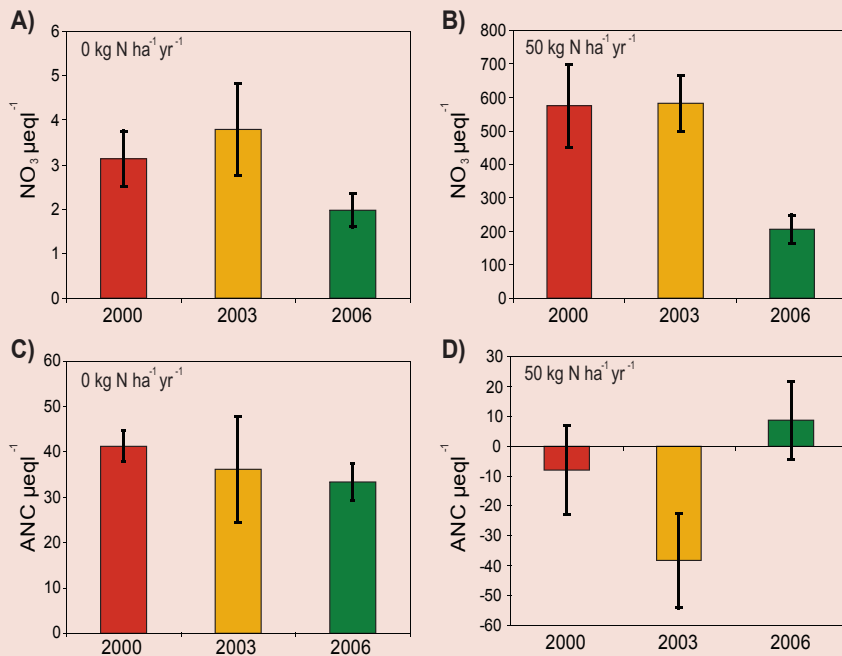 A)
0 kg N ha⁻¹ yr⁻¹
NO₃ µeql⁻¹
6
5
4
3
2
1
0
2000 2003 2006
B)
50 kg N ha⁻¹ yr⁻¹
NO₃ µeql⁻¹
800
700
600
500
400
300
200
100
0
2000 2003 2006
C)
0 kg N ha⁻¹ yr⁻¹
ANC µeql⁻¹
60
50
40
30
20
10
0
2000 2003 2006
D)
50 kg N ha⁻¹ yr⁻¹
ANC µeql⁻¹
30
20
10
0
-10
-20
-30
-40
-50
-60
2000 2003 2006